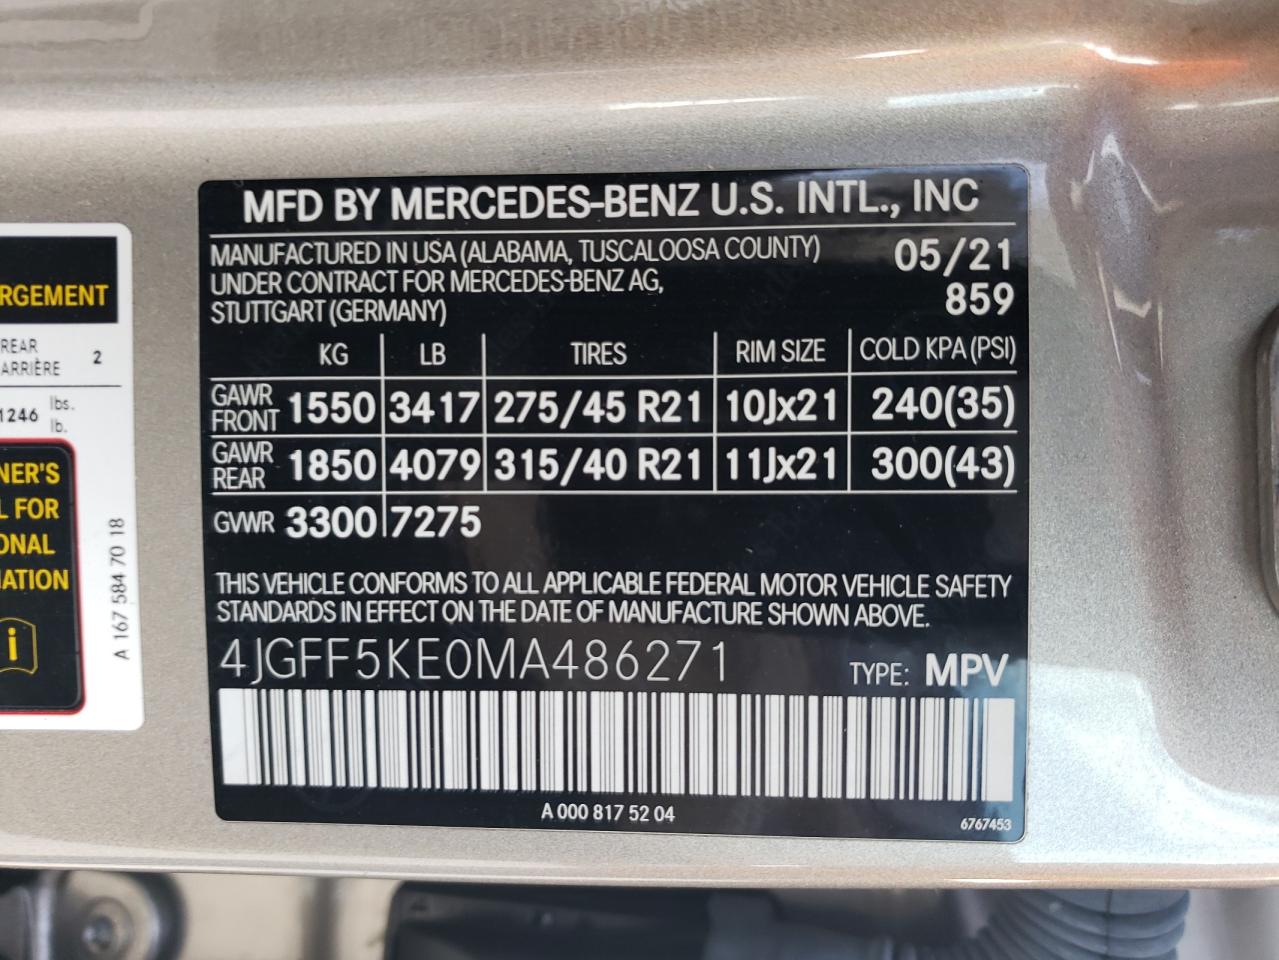 MFD BY MERCEDES-BENZ U.S. INTL., INC
MANUFACTURED IN USA (ALABAMA, TUSCALOOSA COUNTY) 05/21
UNDER CONTRACT FOR MERCEDES-BENZ AG, 859
STUTTGART (GERMANY)
KG LB TIRES RIM SIZE COLD KPA (PSI)
GAWR FRONT 1550 3417 275/45 R21 10Jx21 240(35)
GAWR REAR 1850 4079 315/40 R21 11Jx21 300(43)
GVWR 3300 7275
THIS VEHICLE CONFORMS TO ALL APPLICABLE FEDERAL MOTOR VEHICLE SAFETY
STANDARDS IN EFFECT ON THE DATE OF MANUFACTURE SHOWN ABOVE.
4JGFF5KE0MA486271 TYPE: MPV
A 000 817 52 04
6767453
RGEMENT
REAR 2
ARRIÈRE
1246 lbs.
lb.
NER'S
L FOR
ONAL
MATION
i
A 167 584 70 18